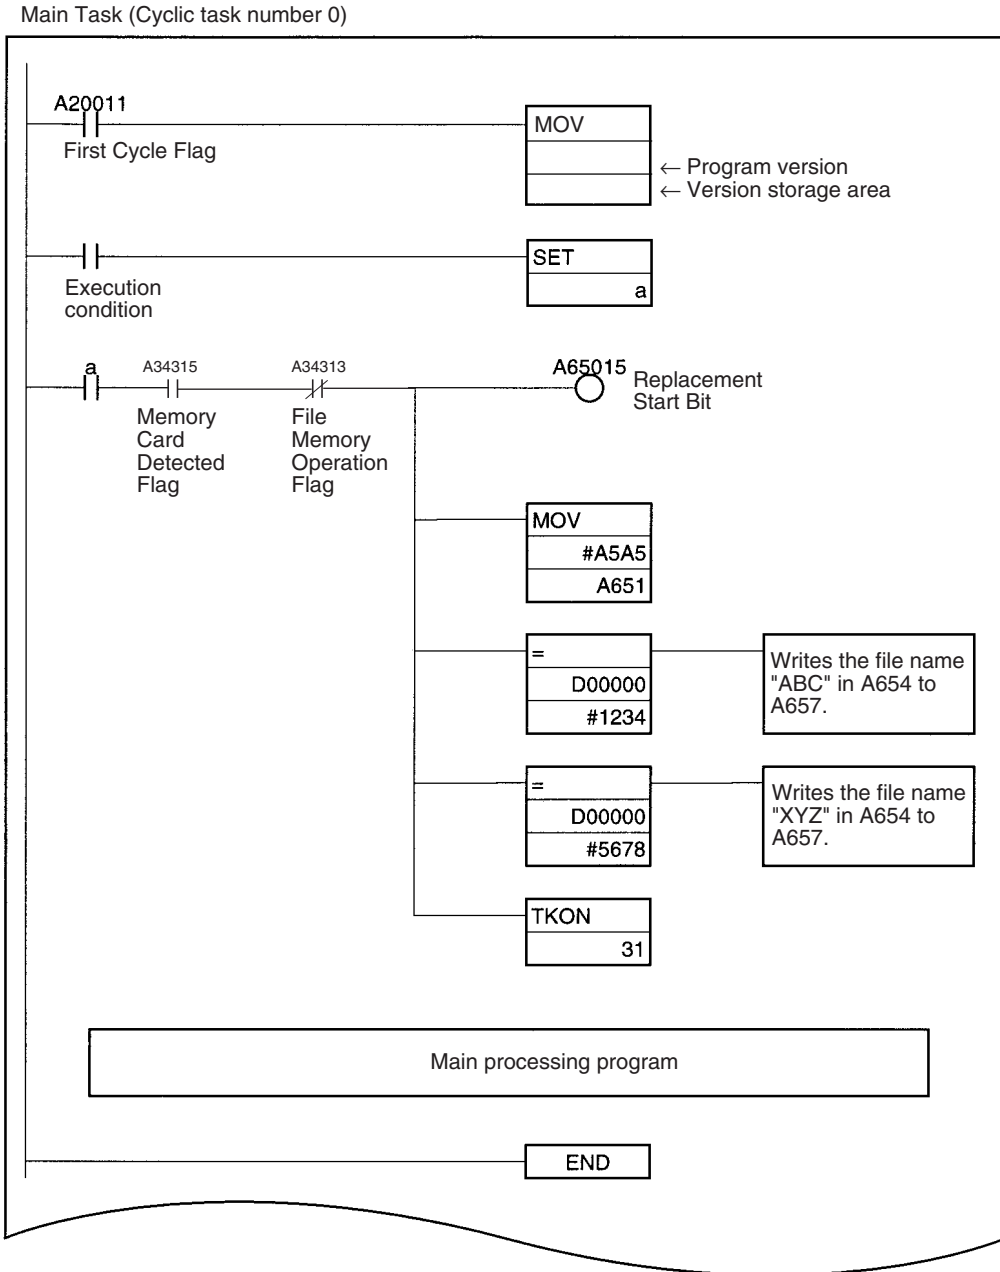 Main Task (Cyclic task number 0)
A20011
First Cycle Flag
MOV
← Program version
← Version storage area
Execution
condition
SET
a
a
A34315
Memory
Card
Detected
Flag
A34313
File
Memory
Operation
Flag
A65015
Replacement
Start Bit
MOV
#A5A5
A651
=
D00000
#1234
Writes the file name
"ABC" in A654 to
A657.
=
D00000
#5678
Writes the file name
"XYZ" in A654 to
A657.
TKON
31
Main processing program
END